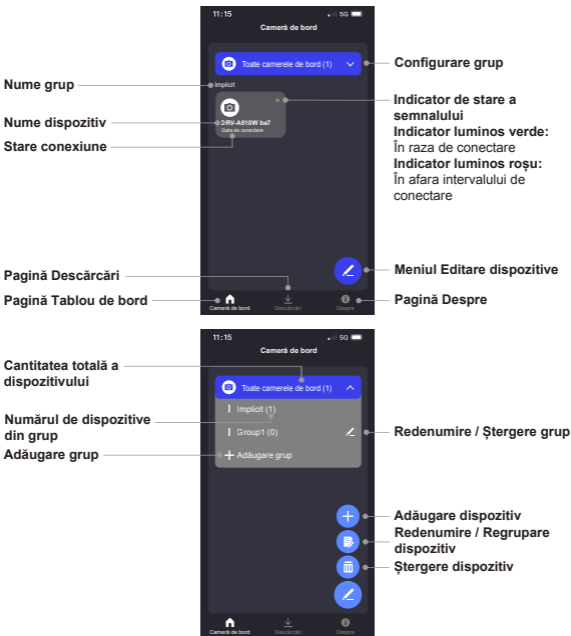 11:15
5G
Cameră de bord
Toate camerele de bord (1)
Configurare grup
Nume grup
Implicit
Indicator de stare a
semnalului
Indicator luminos verde:
În raza de conectare
Indicator luminos roșu:
În afara intervalului de
conectare
Nume dispozitiv
DRV-A510W ba7
Stare conexiune
Gata de conectare
Meniul Editare dispozitive
Pagină Descărcări
Pagină Tablou de bord
Cameră de bord
Descărcări
Despre
Pagină Despre
11:15
5G
Cameră de bord
Cantitatea totală a
dispozitivului
Toate camerele de bord (1)
Implicit (1)
Numărul de dispozitive
din grup
Group1 (0)
Redenumire / Ștergere grup
Adăugare grup
Adăugare grup
Adăugare dispozitiv
Redenumire / Regrupare
dispozitiv
Ștergere dispozitiv
Cameră de bord
Descărcări
Despre